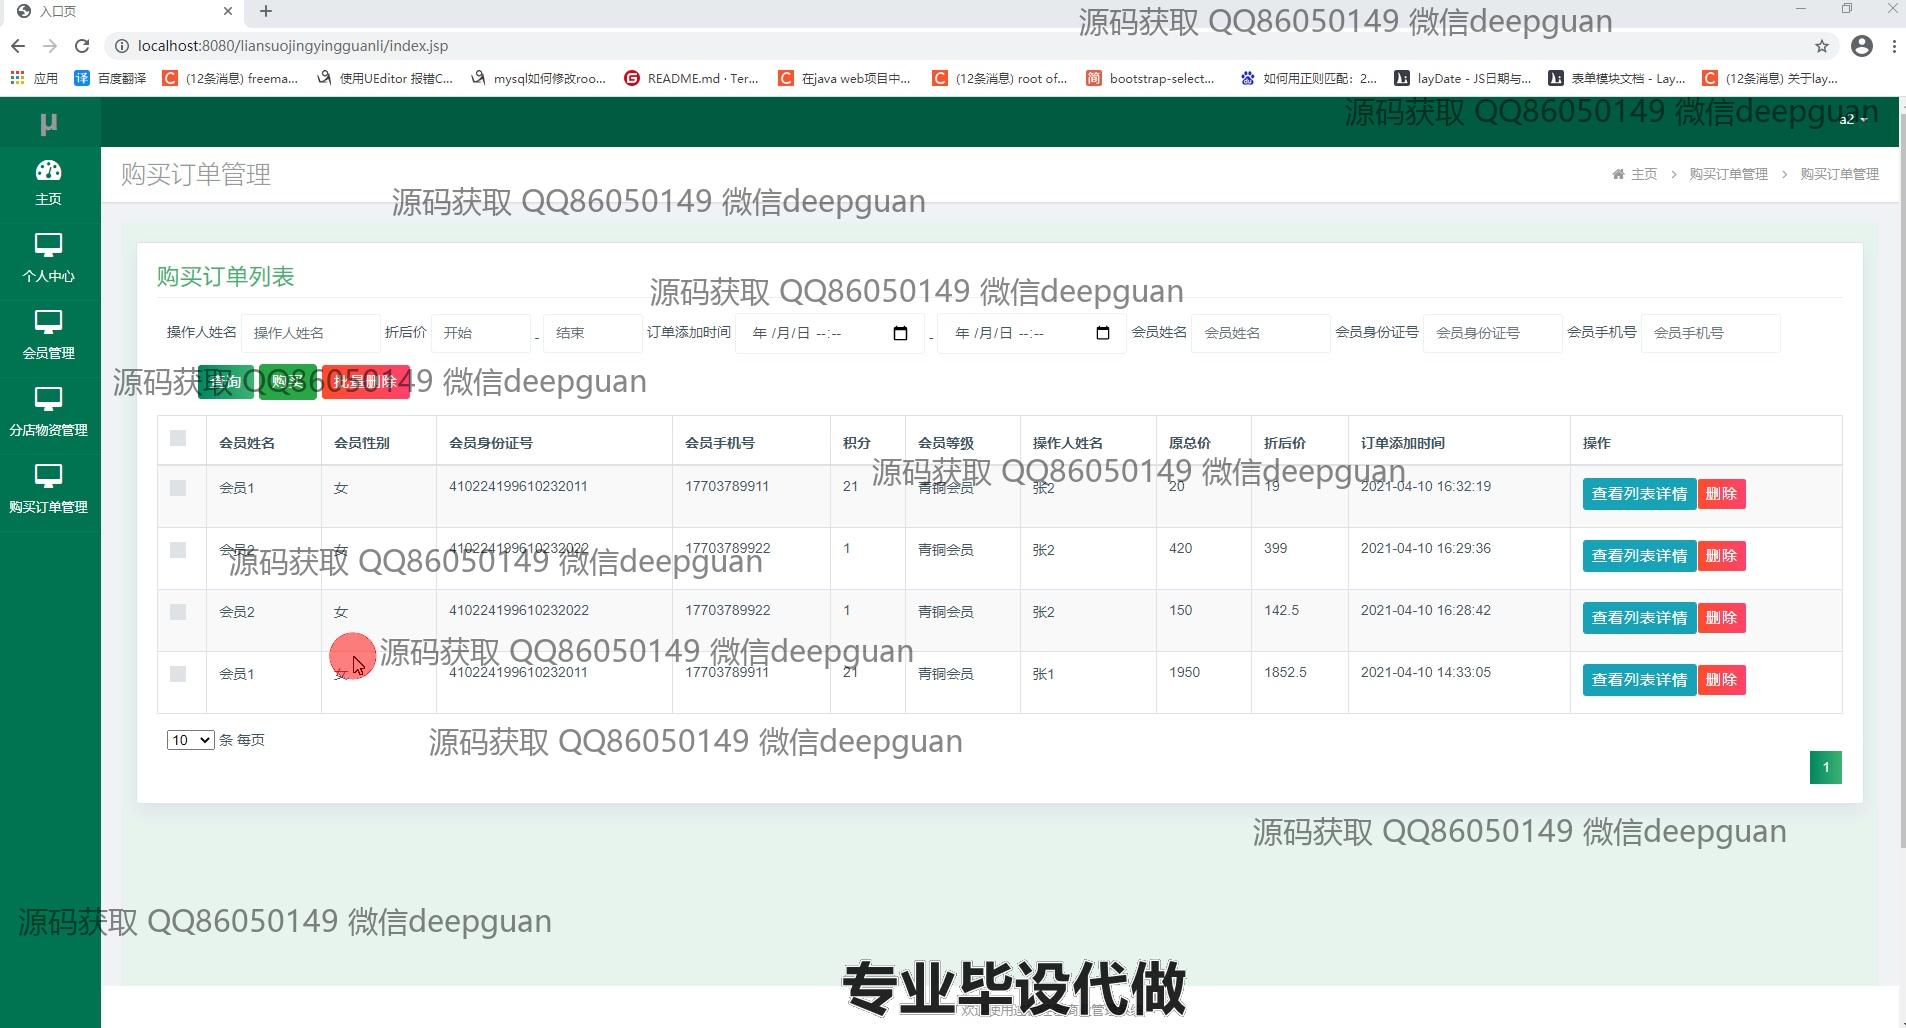 入口页
源码获取 QQ86050149 微信deepguan
localhost:8080/liansuojingyingguanli/index.jsp
应用 百度翻译 (12条消息) freema... 使用UEditor 报错C... mysql如何修改roo... README.md · Ter... 在java web项目中... (12条消息) root of... bootstrap-select... 如何用正则匹配：2... layDate - JS日期与... 表单模块文档 - Lay... (12条消息) 关于lay...
源码获取 QQ86050149 微信deepguan
μ
a2
主页
购买订单管理
主页 > 购买订单管理 > 购买订单管理
源码获取 QQ86050149 微信deepguan
个人中心
购买订单列表
源码获取 QQ86050149 微信deepguan
操作人姓名 操作人姓名 折后价 开始 - 结束 订单添加时间 年 /月/日 --:-- - 年 /月/日 --:-- 会员姓名 会员姓名 会员身份证号 会员身份证号 会员手机号 会员手机号
会员管理
查询 购买 批量删除
源码获取 QQ86050149 微信deepguan
分店物资管理
会员姓名 会员性别 会员身份证号 会员手机号 积分 会员等级 操作人姓名 原总价 折后价 订单添加时间 操作
源码获取 QQ86050149 微信deepguan
会员1 女 410224199610232011 17703789911 21 青铜会员 张2 20 19 2021-04-10 16:32:19 查看列表详情 删除
购买订单管理
会员2 女 410224199610232022 17703789922 1 青铜会员 张2 420 399 2021-04-10 16:29:36 查看列表详情 删除
源码获取 QQ86050149 微信deepguan
会员2 女 410224199610232022 17703789922 1 青铜会员 张2 150 142.5 2021-04-10 16:28:42 查看列表详情 删除
源码获取 QQ86050149 微信deepguan
会员1 女 410224199610232011 17703789911 21 青铜会员 张1 1950 1852.5 2021-04-10 14:33:05 查看列表详情 删除
10 条 每页
源码获取 QQ86050149 微信deepguan
1
源码获取 QQ86050149 微信deepguan
源码获取 QQ86050149 微信deepguan
专业毕设代做